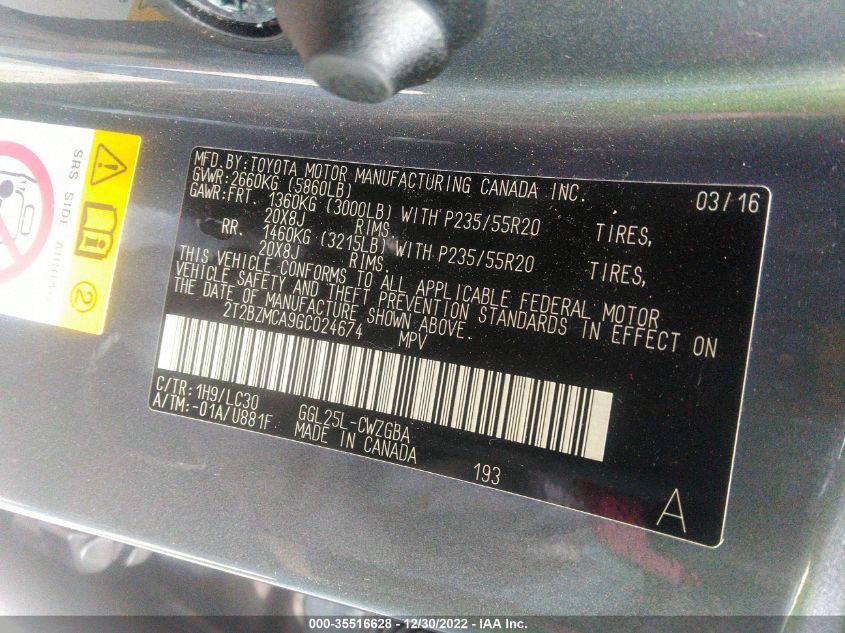 MFD. BY: TOYOTA MOTOR MANUFACTURING CANADA INC. 03/16
GVWR: 2660KG (5860LB)
GAWR: FRT. 1360KG (3000LB) WITH P235/55R20 TIRES,
20X8J RIMS,
RR. 1460KG (3215LB) WITH P235/55R20 TIRES,
20X8J RIMS.
THIS VEHICLE CONFORMS TO ALL APPLICABLE FEDERAL MOTOR
VEHICLE SAFETY AND THEFT PREVENTION STANDARDS IN EFFECT ON
THE DATE OF MANUFACTURE SHOWN ABOVE.
2T2BZMCA9GC024674 MPV
C/TR: 1H9/LC30
A/TM: -01A/U881F GGL25L-CWZGBA
MADE IN CANADA 193
A
SRS SIDE
2
000-35516628 - 12/30/2022 - IAA Inc.